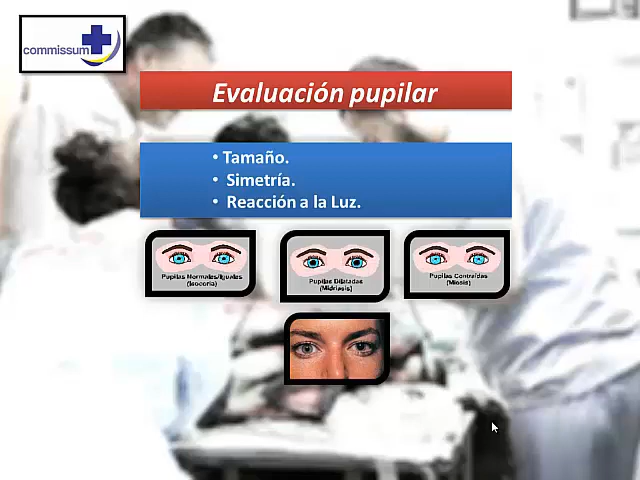 commissum
Evaluación pupilar
• Tamaño.
• Simetría.
• Reacción a la Luz.
Pupilas Normales/Iguales
(Isocoria)
Pupilas Dilatadas
(Midriasis)
Pupilas Contraídas
(Miosis)